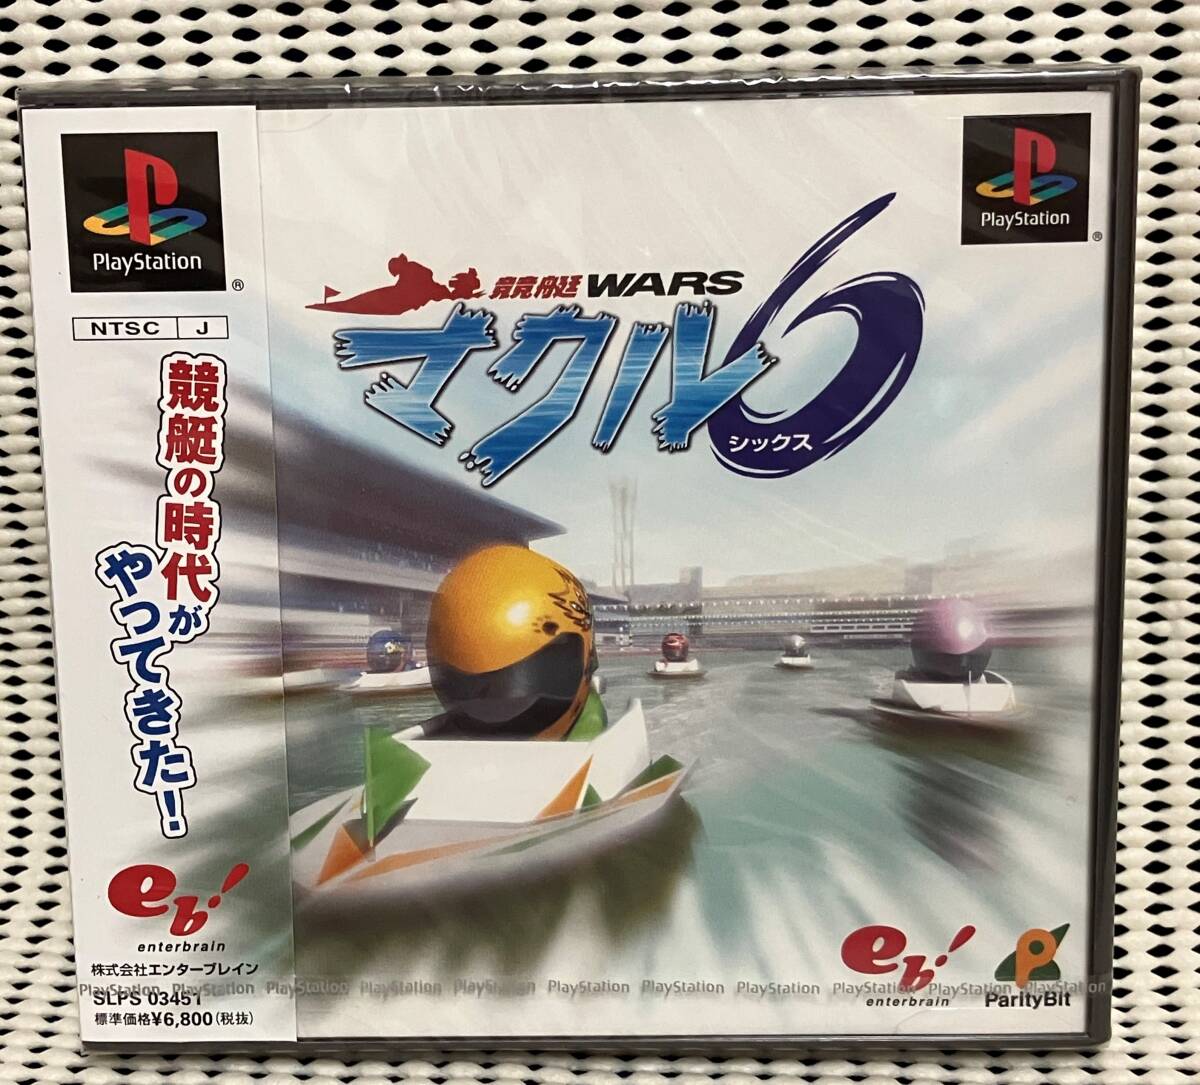 PlayStation
®
NTSC J
競艇の時代が
やってきた!
eb!
enterbrain
株式会社エンターブレイン
SLPS 03451
標準価格¥6,800(税抜)
PlayStation
®
競艇WARS
マクル6
シックス
eb!
enterbrain
P
ParityBit
PlayStation PlayStation PlayStation PlayStation PlayStation PlayStation PlayStation PlayStation PlayStation PlayStation PlayStation